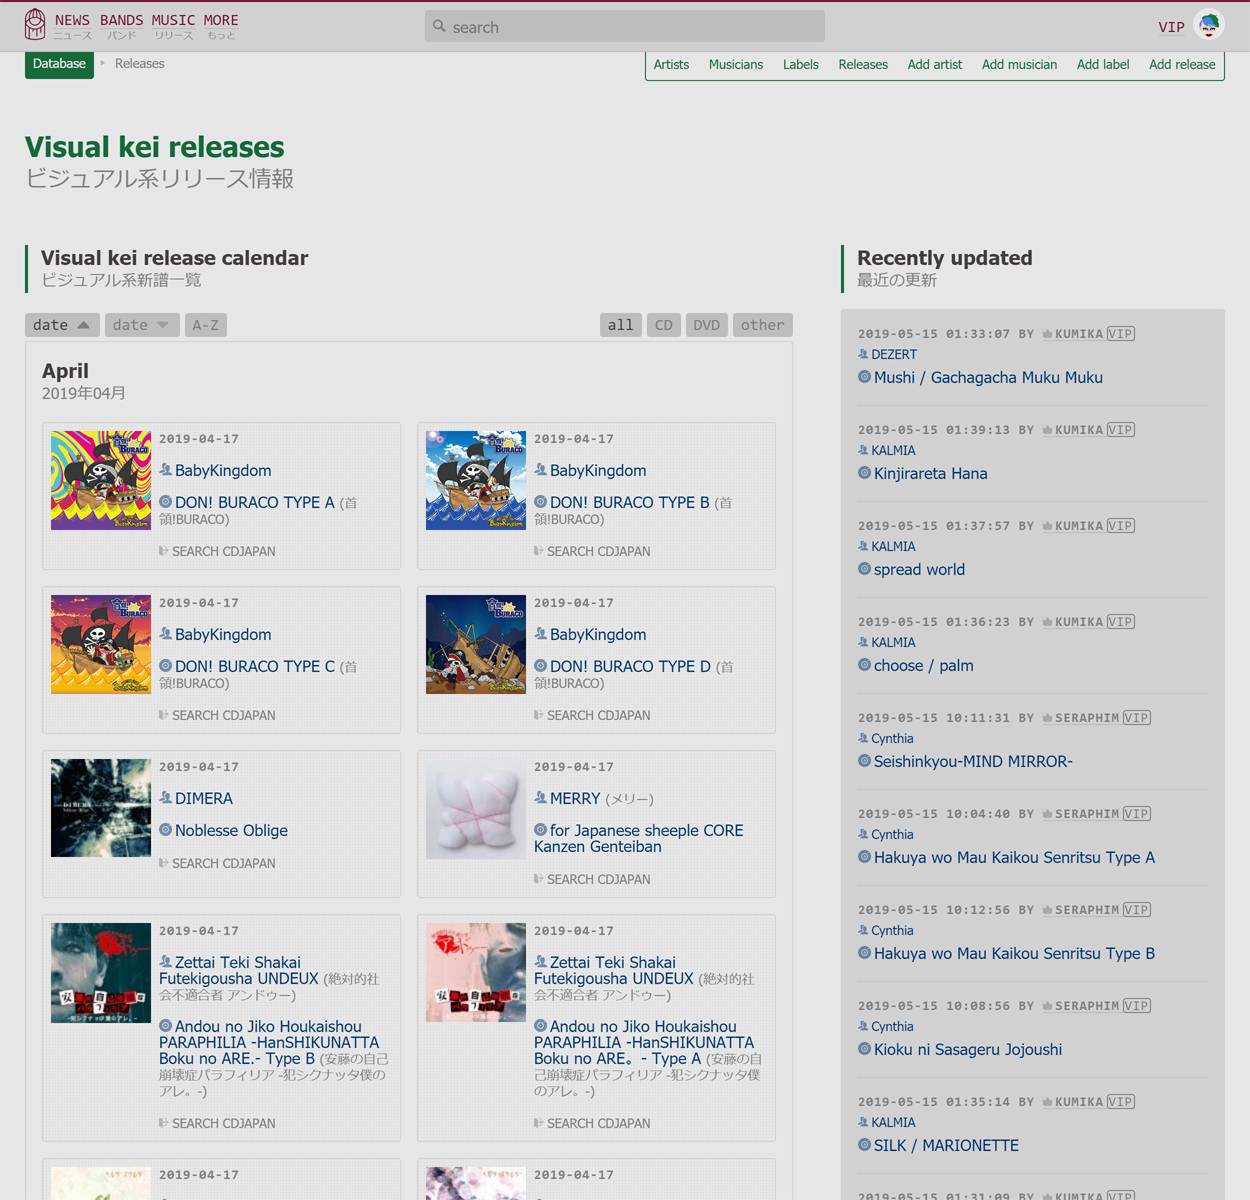 NEWS BANDS MUSIC MORE
ニュース バンド リリース もっと
search
VIP
Database
Releases
Artists Musicians Labels Releases Add artist Add musician Add label Add release
Visual kei releases
ビジュアル系リリース情報
Visual kei release calendar
ビジュアル系新譜一覧
date date A-Z
all CD DVD other
April
2019年04月
2019-04-17
BabyKingdom
DON! BURACO TYPE A (首
領!BURACO)
SEARCH CDJAPAN
2019-04-17
BabyKingdom
DON! BURACO TYPE B (首
領!BURACO)
SEARCH CDJAPAN
2019-04-17
BabyKingdom
DON! BURACO TYPE C (首
領!BURACO)
SEARCH CDJAPAN
2019-04-17
BabyKingdom
DON! BURACO TYPE D (首
領!BURACO)
SEARCH CDJAPAN
2019-04-17
DIMERA
Noblesse Oblige
SEARCH CDJAPAN
2019-04-17
MERRY (メリー)
for Japanese sheeple CORE
Kanzen Genteiban
SEARCH CDJAPAN
2019-04-17
Zettai Teki Shakai
Futekigousha UNDEUX (絶対的社
会不適合者 アンドゥー)
Andou no Jiko Houkaishou
PARAPHILIA -HanSHIKUNATTA
Boku no ARE.- Type B (安藤の自己
崩壊症パラフィリア -犯シクナッタ僕の
アレ。-)
SEARCH CDJAPAN
2019-04-17
Zettai Teki Shakai
Futekigousha UNDEUX (絶対的社
会不適合者 アンドゥー)
Andou no Jiko Houkaishou
PARAPHILIA -HanSHIKUNATTA
Boku no ARE。- Type A (安藤の自
己崩壊症パラフィリア -犯シクナッタ僕
のアレ。-)
SEARCH CDJAPAN
2019-04-17
2019-04-17
Recently updated
最近の更新
2019-05-15 01:33:07 BY KUMIKA VIP
DEZERT
Mushi / Gachagacha Muku Muku
2019-05-15 01:39:13 BY KUMIKA VIP
KALMIA
Kinjirareta Hana
2019-05-15 01:37:57 BY KUMIKA VIP
KALMIA
spread world
2019-05-15 01:36:23 BY KUMIKA VIP
KALMIA
choose / palm
2019-05-15 10:11:31 BY SERAPHIM VIP
Cynthia
Seishinkyou-MIND MIRROR-
2019-05-15 10:04:40 BY SERAPHIM VIP
Cynthia
Hakuya wo Mau Kaikou Senritsu Type A
2019-05-15 10:12:56 BY SERAPHIM VIP
Cynthia
Hakuya wo Mau Kaikou Senritsu Type B
2019-05-15 10:08:56 BY SERAPHIM VIP
Cynthia
Kioku ni Sasageru Jojoushi
2019-05-15 01:35:14 BY KUMIKA VIP
KALMIA
SILK / MARIONETTE
2019-05-15 01:31:09 BY KUMIKA VIP